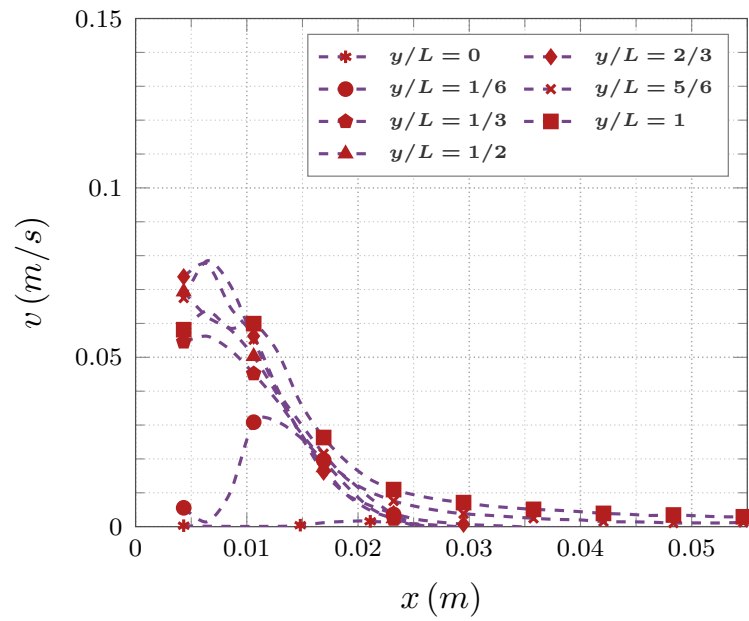 0.15
y/L = 0 y/L = 2/3
y/L = 1/6 y/L = 5/6
y/L = 1/3 y/L = 1
y/L = 1/2
0.1
v (m/s)
0.05
0
0 0.01 0.02 0.03 0.04 0.05
x (m)